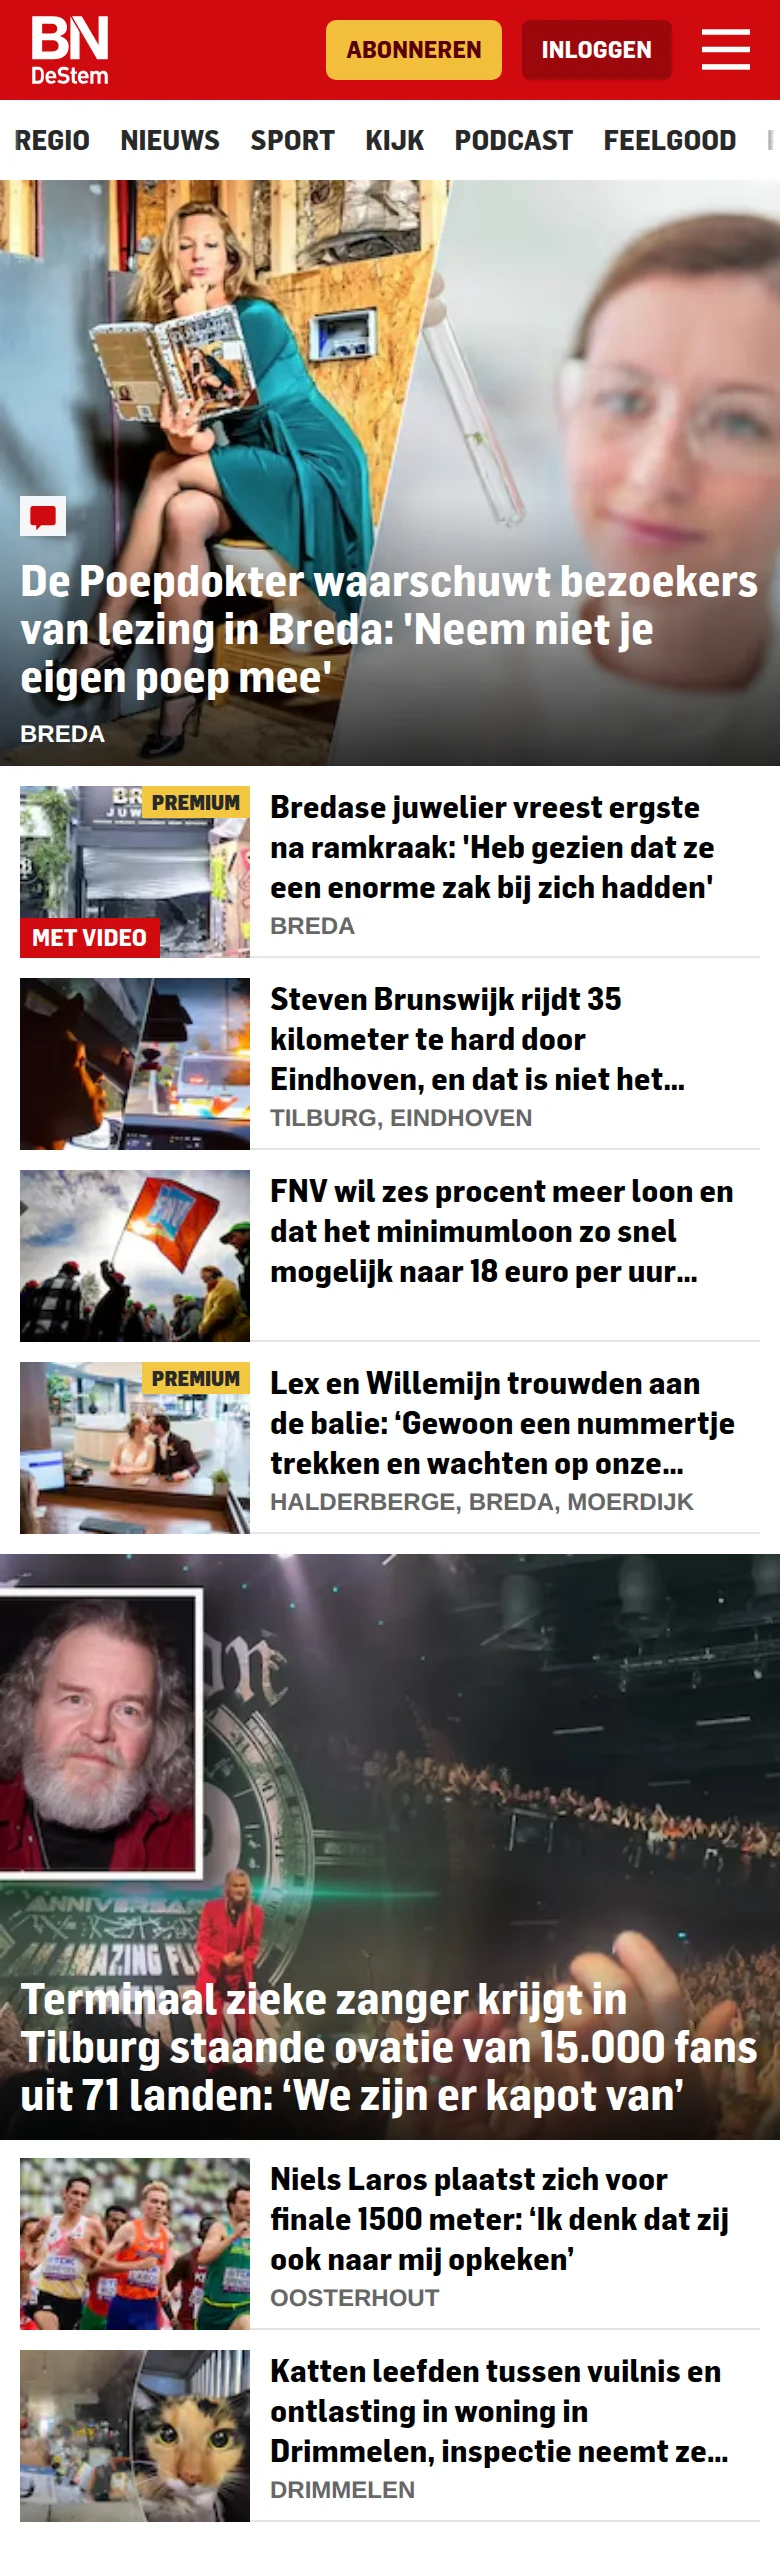 BN
DeStem
ABONNEREN
INLOGGEN
REGIO NIEUWS SPORT KIJK PODCAST FEELGOOD
De Poepdokter waarschuwt bezoekers
van lezing in Breda: 'Neem niet je
eigen poep mee'
BREDA
PREMIUM
MET VIDEO
Bredase juwelier vreest ergste
na ramkraak: 'Heb gezien dat ze
een enorme zak bij zich hadden'
BREDA
Steven Brunswijk rijdt 35
kilometer te hard door
Eindhoven, en dat is niet het...
TILBURG, EINDHOVEN
FNV wil zes procent meer loon en
dat het minimumloon zo snel
mogelijk naar 18 euro per uur...
PREMIUM
Lex en Willemijn trouwden aan
de balie: ‘Gewoon een nummertje
trekken en wachten op onze...
HALDERBERGE, BREDA, MOERDIJK
ANNIVERSAR
AMAZING
Terminaal zieke zanger krijgt in
Tilburg staande ovatie van 15.000 fans
uit 71 landen: ‘We zijn er kapot van’
Niels Laros plaatst zich voor
finale 1500 meter: ‘Ik denk dat zij
ook naar mij opkeken’
OOSTERHOUT
Katten leefden tussen vuilnis en
ontlasting in woning in
Drimmelen, inspectie neemt ze...
DRIMMELEN